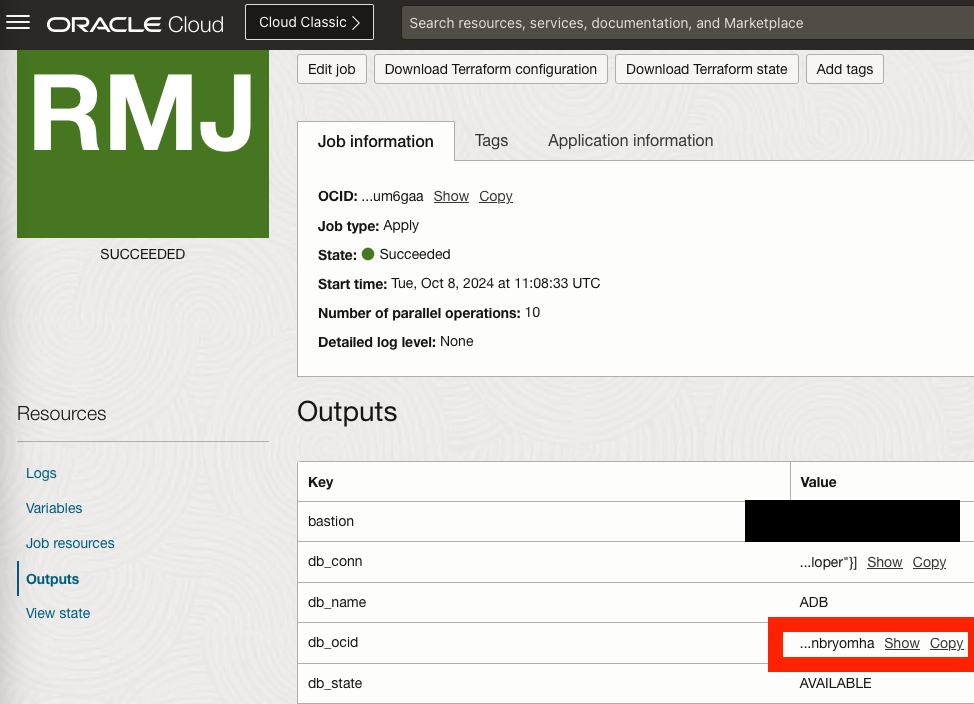 ORACLE Cloud
Cloud Classic
Search resources, services, documentation, and Marketplace
RMJ
SUCCEEDED
Edit job
Download Terraform configuration
Download Terraform state
Add tags
Job information
Tags
Application information
OCID: ...um6gaa Show Copy
Job type: Apply
State: Succeeded
Start time: Tue, Oct 8, 2024 at 11:08:33 UTC
Number of parallel operations: 10
Detailed log level: None
Resources
Logs
Variables
Job resources
Outputs
View state
Outputs
Key Value
bastion
db_conn ...loper"}] Show Copy
db_name ADB
db_ocid ...nbryomha Show Copy
db_state AVAILABLE